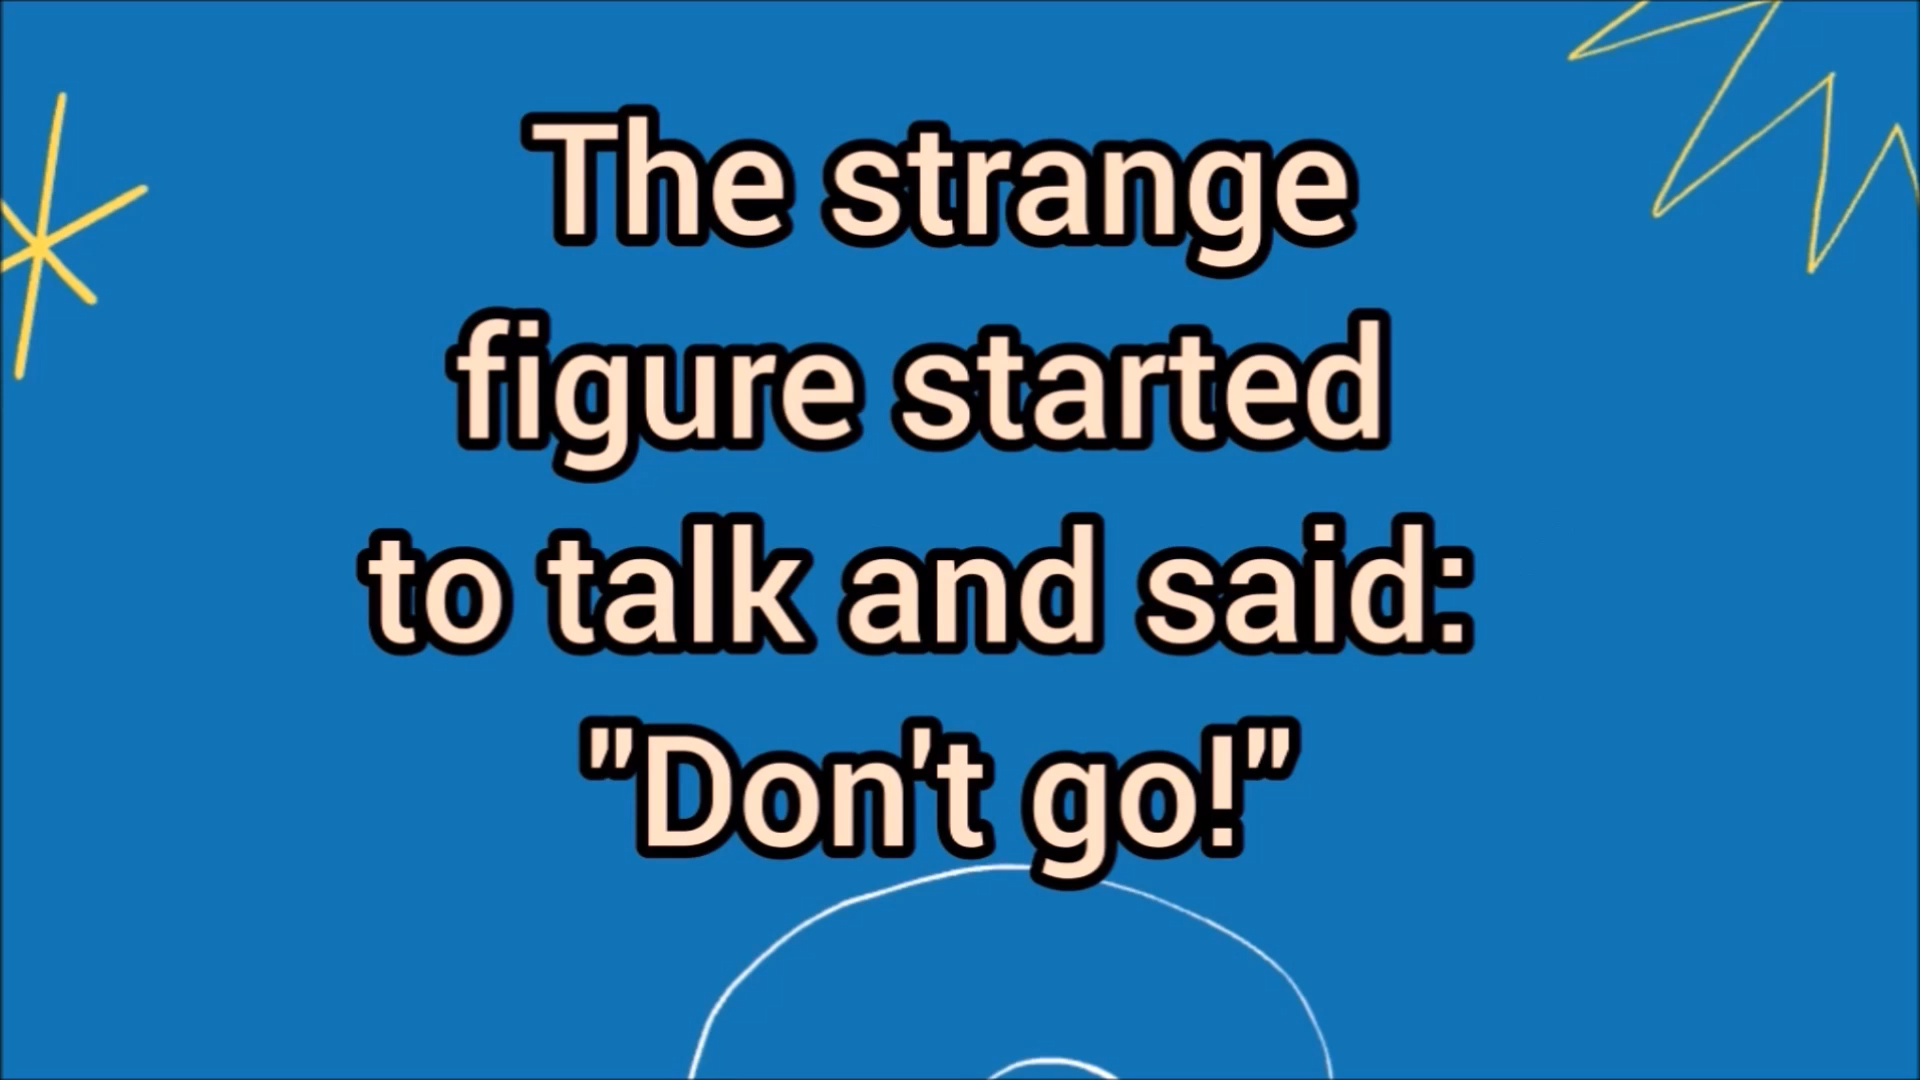 The strange
figure started
to talk and said:
"Don't go!"